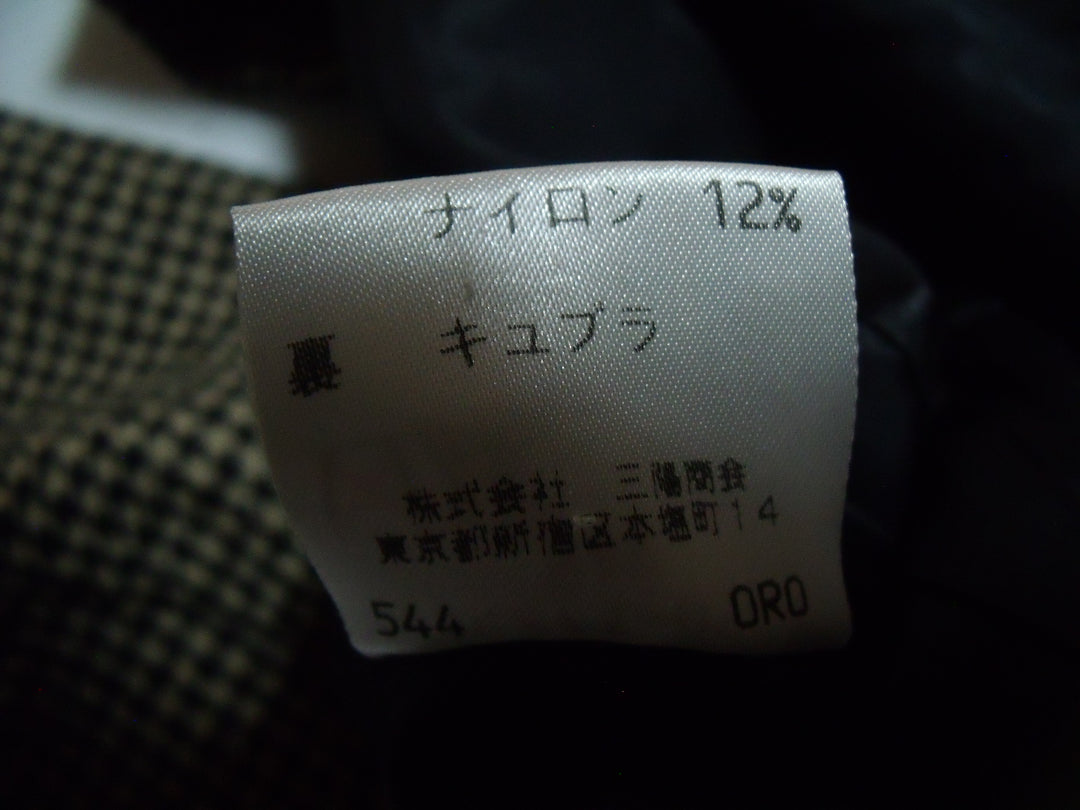 ナイロン 12%
裏 キュプラ
株式会社 三陽商会
東京都新宿区本塩町14
544 ORO